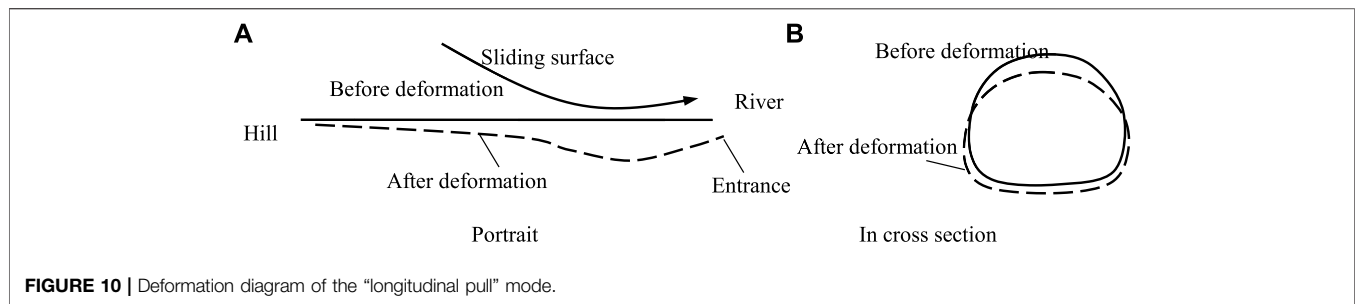 A
B
Before deformation
Sliding surface
Before deformation
River
Hill
After deformation
After deformation
Entrance
Portrait
In cross section
FIGURE 10 | Deformation diagram of the “longitudinal pull” mode.